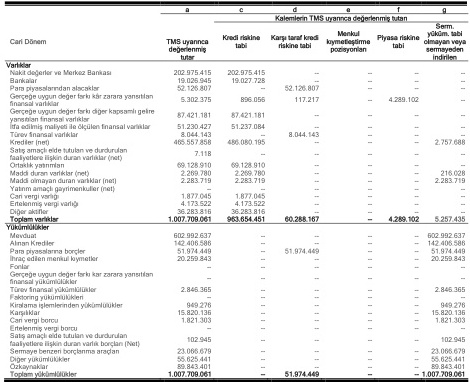 a c d e f g
Kalemlerin TMS uyarınca değerlenmiş tutarı
Cari Dönem TMS uyarınca değerlenmiş tutar Kredi riskine tabi Karşı taraf kredi riskine tabi Menkul kıymetleştirme pozisyonları Piyasa riskine tabi Serm. yüküm. tabi olmayan veya sermayeden indirilen
Varlıklar
Nakit değerler ve Merkez Bankası 202.975.415 202.975.415 -- -- -- --
Bankalar 19.026.945 19.027.728 -- -- -- --
Para piyasalarından alacaklar 52.126.807 -- 52.126.807 -- -- --
Gerçeğe uygun değer farkı kâr zarara yansıtılan
finansal varlıklar 5.302.375 896.056 117.217 -- 4.289.102 --
Gerçeğe uygun değer farkı diğer kapsamlı gelire
yansıtılan finansal varlıklar 87.421.181 87.421.181 -- -- -- --
İtfa edilmiş maliyeti ile ölçülen finansal varlıklar 51.230.427 51.237.084 -- -- -- --
Türev finansal varlıklar 8.044.143 -- 8.044.143 -- -- --
Krediler (net) 465.557.858 486.080.195 -- -- -- 2.757.688
Satış amaçlı elde tutulan ve durdurulan
faaliyetlere ilişkin duran varlıklar (net) 7.118 -- -- -- -- --
Ortaklık yatırımları 69.128.910 69.128.910 -- -- -- --
Maddi duran varlıklar (net) 2.269.780 2.269.780 -- -- -- 216.028
Maddi olmayan duran varlıklar (net) 2.283.719 2.283.719 -- -- -- 2.283.719
Yatırım amaçlı gayrimenkuller (net) -- -- -- -- -- --
Cari vergi varlığı 1.877.045 1.877.045 -- -- -- --
Ertelenmiş vergi varlığı 4.173.522 4.173.522 -- -- -- --
Diğer aktifler 36.283.816 36.283.816 -- -- -- --
Toplam varlıklar 1.007.709.061 963.654.451 60.288.167 -- 4.289.102 5.257.435
Yükümlülükler
Mevduat 602.992.637 -- -- -- -- 602.992.637
Alınan Krediler 142.406.586 -- -- -- -- 142.406.586
Para piyasalarına borçlar 51.974.449 -- 51.974.449 -- -- 51.974.449
İhraç edilen menkul kıymetler 20.259.843 -- -- -- -- 20.259.843
Fonlar -- -- -- -- -- --
Gerçeğe uygun değer farkı kar zarara yansıtılan
finansal yükümlülükler -- -- -- -- -- --
Türev finansal yükümlülükler 2.846.365 -- -- -- -- 2.846.365
Faktoring yükümlülükleri -- -- -- -- -- --
Kiralama işlemlerinden yükümlülükler 949.276 -- -- -- -- 949.276
Karşılıklar 15.820.136 -- -- -- -- 15.820.136
Cari vergi borcu 1.821.303 -- -- -- -- 1.821.303
Ertelenmiş vergi borcu -- -- -- -- -- --
Satış amaçlı elde tutulan ve durdurulan
faaliyetlere ilişkin duran varlık borçları (Net) 102.945 -- -- -- -- 102.945
Sermaye benzeri borçlanma araçları 23.066.679 -- -- -- -- 23.066.679
Diğer yükümlülükler 55.625.441 -- -- -- -- 55.625.441
Özkaynaklar 89.843.401 -- -- -- -- 89.843.401
Toplam yükümlülükler 1.007.709.061 -- 51.974.449 -- -- 1.007.709.061